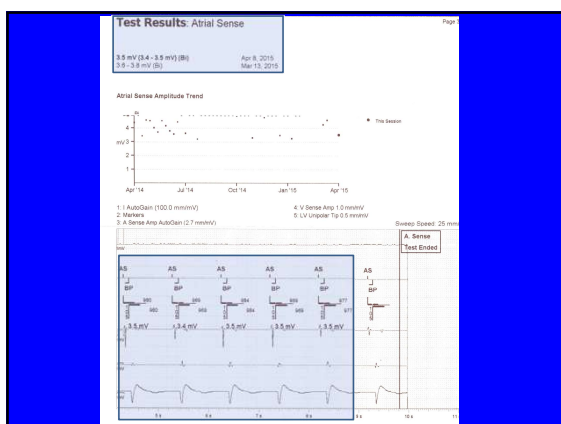 Test Results: Atrial Sense
Page
3.5 mV (3.4 - 3.5 mV) (Bi) Apr 8, 2015
3.6 - 3.8 mV (Bi) Mar 13, 2015
Atrial Sense Amplitude Trend
This Session
4
mV 3
2
1
Apr '14 Jul '14 Oct '14 Jan '15 Apr '15
1: I AutoGain (100.0 mm/mV) 4: V Sense Amp 1.0 mm/mV
2: Markers 5: LV Unipolar Tip 0.5 mm/mV
3: A Sense Amp AutoGain (2.7 mm/mV) Sweep Speed: 25 mm/
A. Sense
Test Ended
AS AS AS AS AS AS
BP BP BP BP BP BP
977
977
3.5 mV 3.4 mV 3.5 mV 3.5 mV 3.5 mV